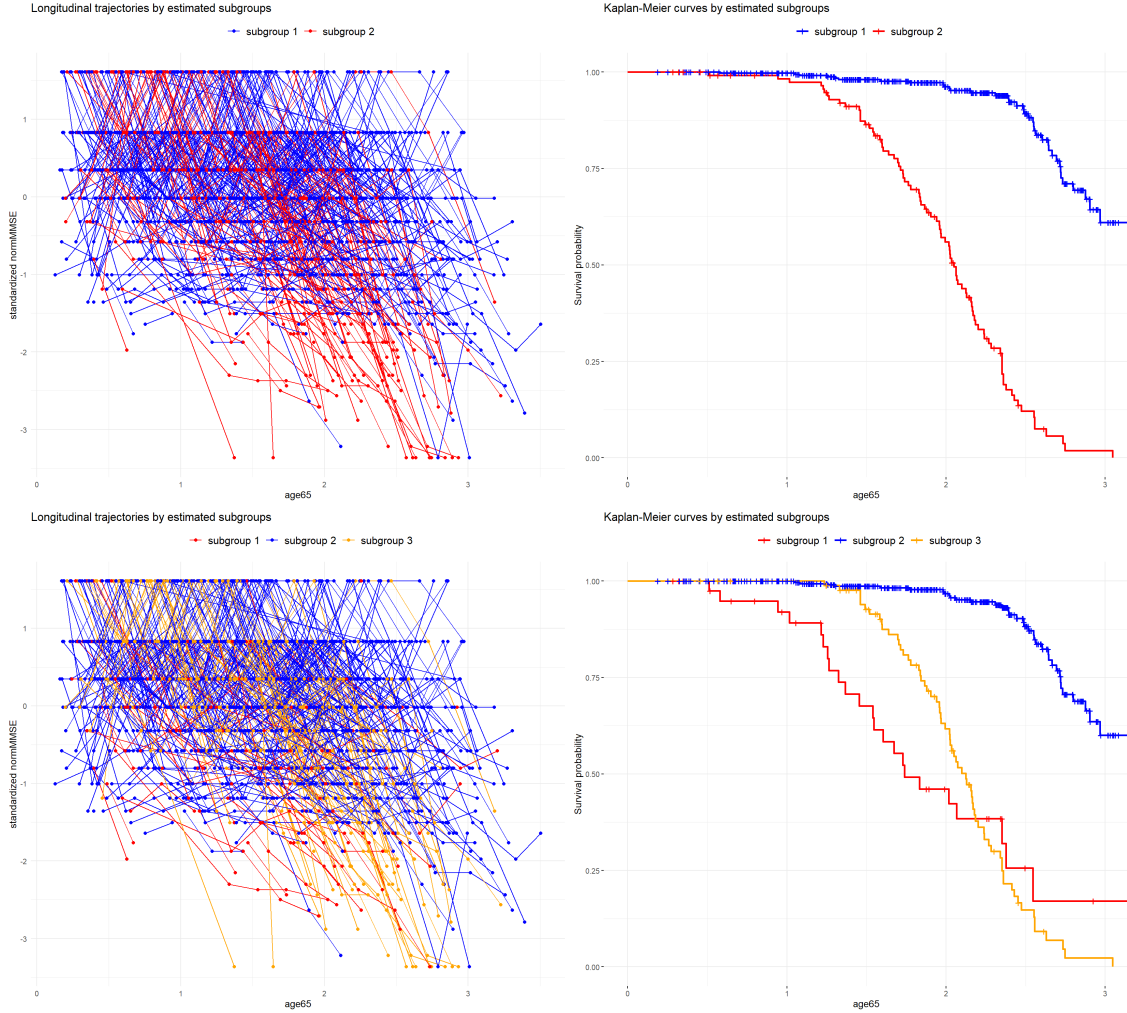 Longitudinal trajectories by estimated subgroups
subgroup 1 subgroup 2
standardized normMMSE
1
0
-1
-2
-3
0 1 2 3
age65
Kaplan-Meier curves by estimated subgroups
subgroup 1 subgroup 2
Survival probability
1.00
0.75
0.50
0.25
0.00
0 1 2 3
age65
Longitudinal trajectories by estimated subgroups
subgroup 1 subgroup 2 subgroup 3
standardized normMMSE
1
0
-1
-2
-3
0 1 2 3
age65
Kaplan-Meier curves by estimated subgroups
subgroup 1 subgroup 2 subgroup 3
Survival probability
1.00
0.75
0.50
0.25
0.00
0 1 2 3
age65